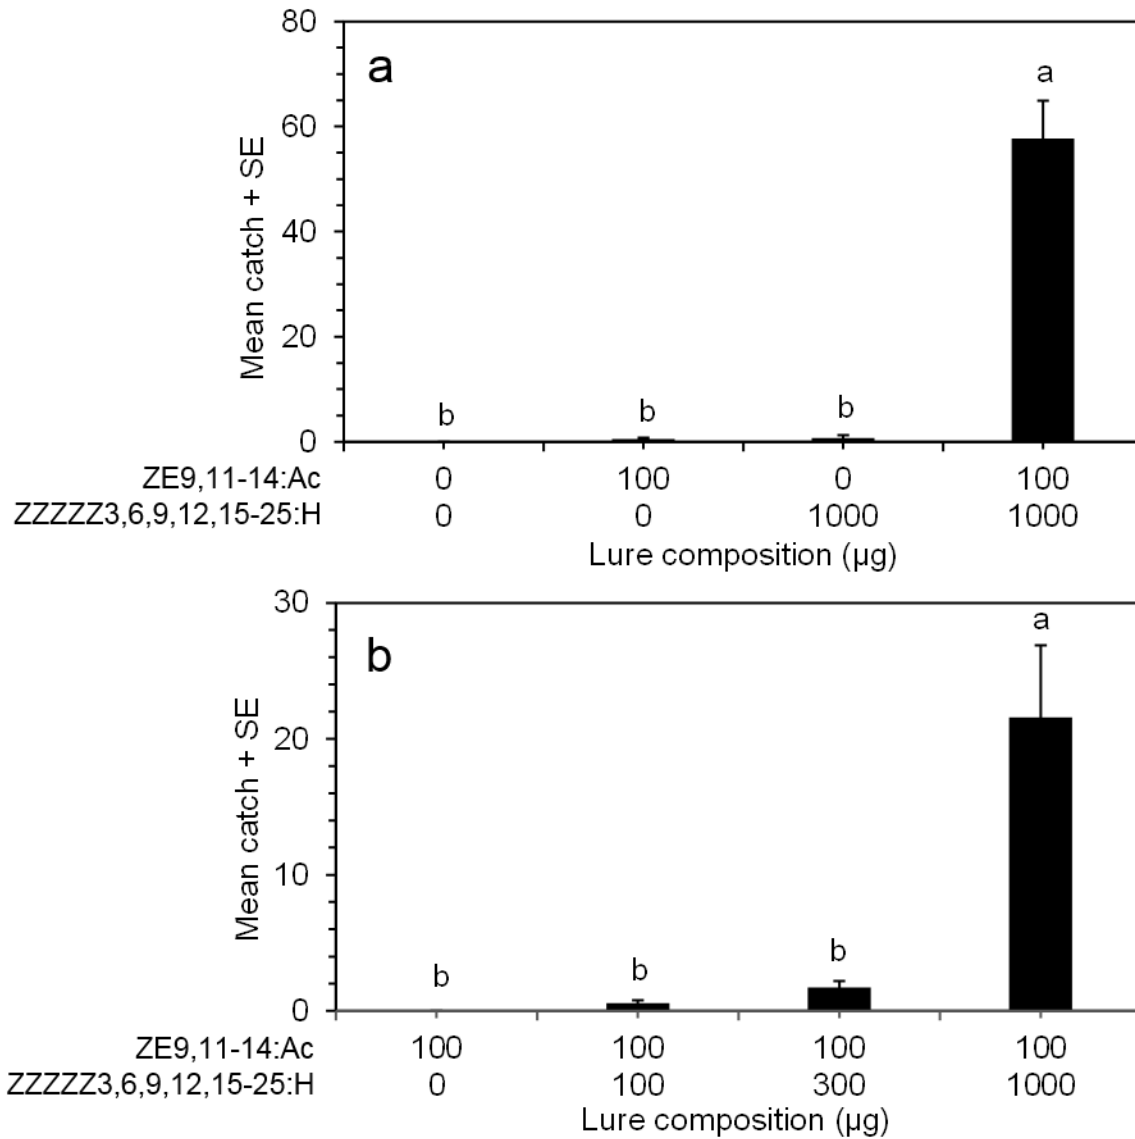 80
a
a
60
Mean catch + SE
40
20
b b b
0
ZE9,11-14:Ac 0 100 0 100
ZZZZZ3,6,9,12,15-25:H 0 0 1000 1000
Lure composition (µg)
30
a
b
20
Mean catch + SE
10
b b b
0
ZE9,11-14:Ac 100 100 100 100
ZZZZZ3,6,9,12,15-25:H 0 100 300 1000
Lure composition (µg)